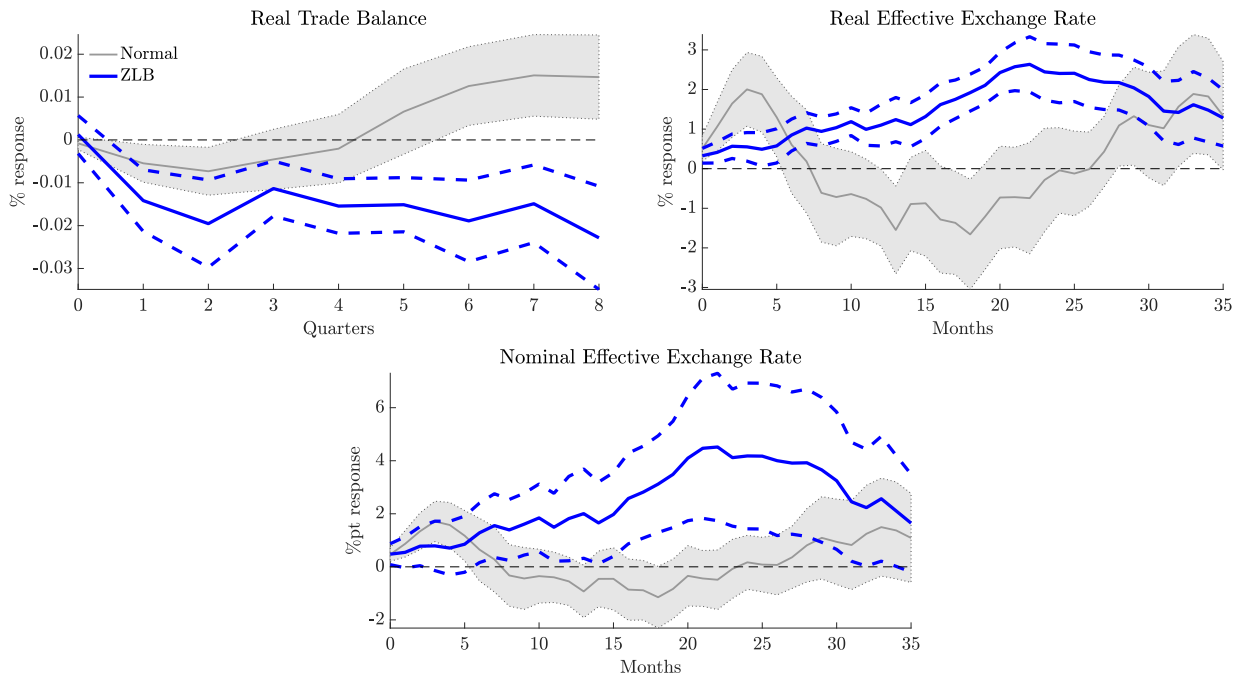 Real Trade Balance
% response
0.02
0.01
0
-0.01
-0.02
-0.03
Normal
ZLB
0 1 2 3 4 5 6 7 8
Quarters
Real Effective Exchange Rate
% response
3
2
1
0
-1
-2
-3
0 5 10 15 20 25 30 35
Months
Nominal Effective Exchange Rate
%pt response
6
4
2
0
-2
0 5 10 15 20 25 30 35
Months